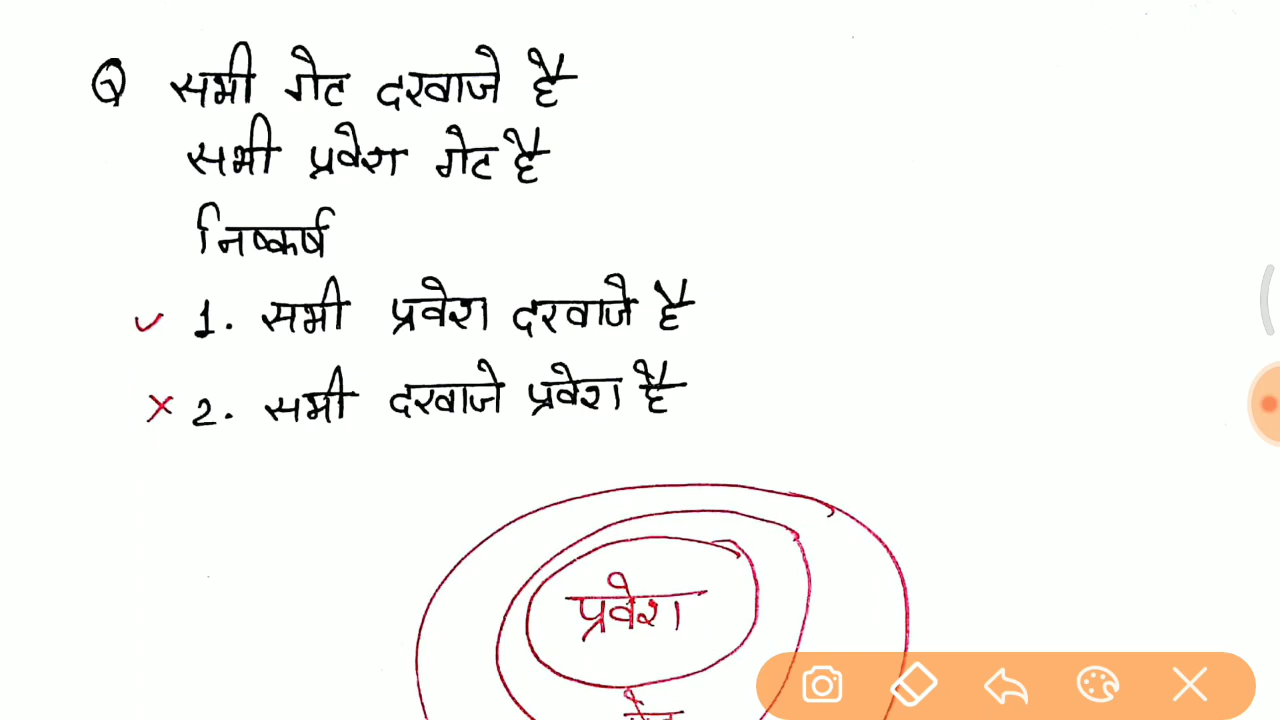 Q सभी गेट दरवाजे है
सभी प्रवेश गेट है
निष्कर्ष
✓ 1. सभी प्रवेश दरवाजे है
× 2. सभी दरवाजे प्रवेश है
प्रवेश